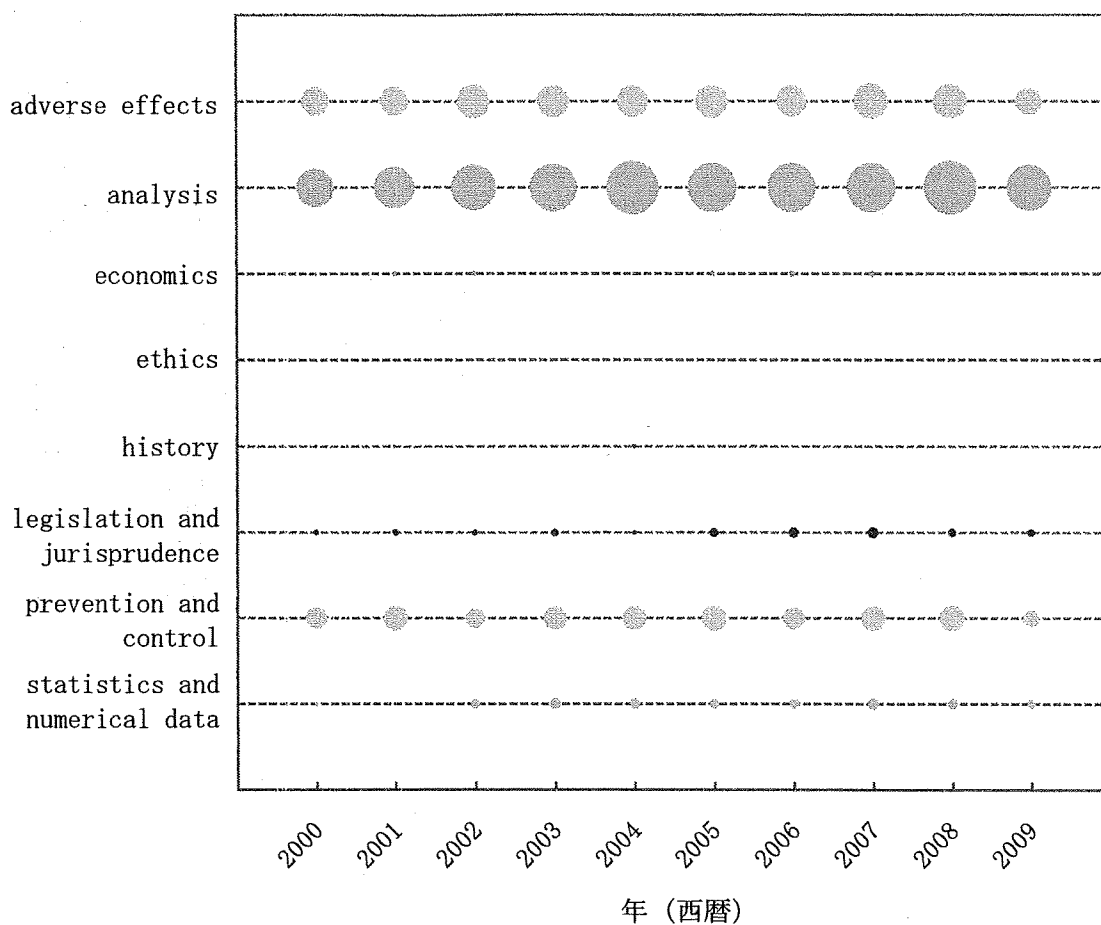 adverse effects
analysis
economics
ethics
history
legislation and
jurisprudence
prevention and
control
statistics and
numerical data
2000
2001
2002
2003
2004
2005
2006
2007
2008
2009
年 (西暦)